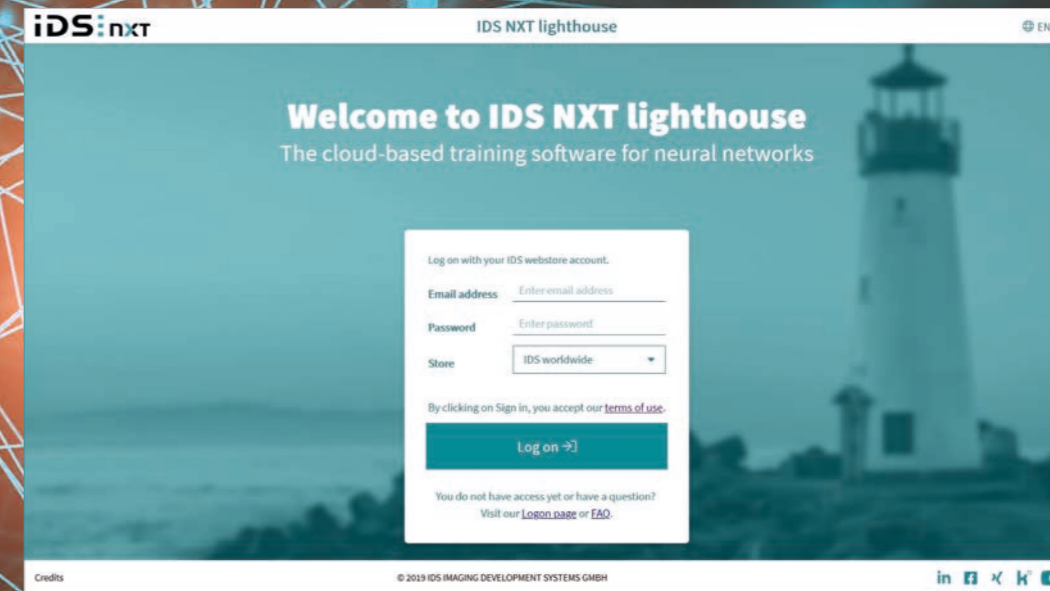 iDS:nxt
IDS NXT lighthouse
EN
Welcome to IDS NXT lighthouse
The cloud-based training software for neural networks
Log on with your IDS webstore account.
Email address Enter email address
Password Enter password
Store IDS worldwide
By clicking on Sign in, you accept our terms of use.
Log on
You do not have access yet or have a question?
Visit our Logon page or FAQ.
Credits © 2019 IDS IMAGING DEVELOPMENT SYSTEMS GMBH